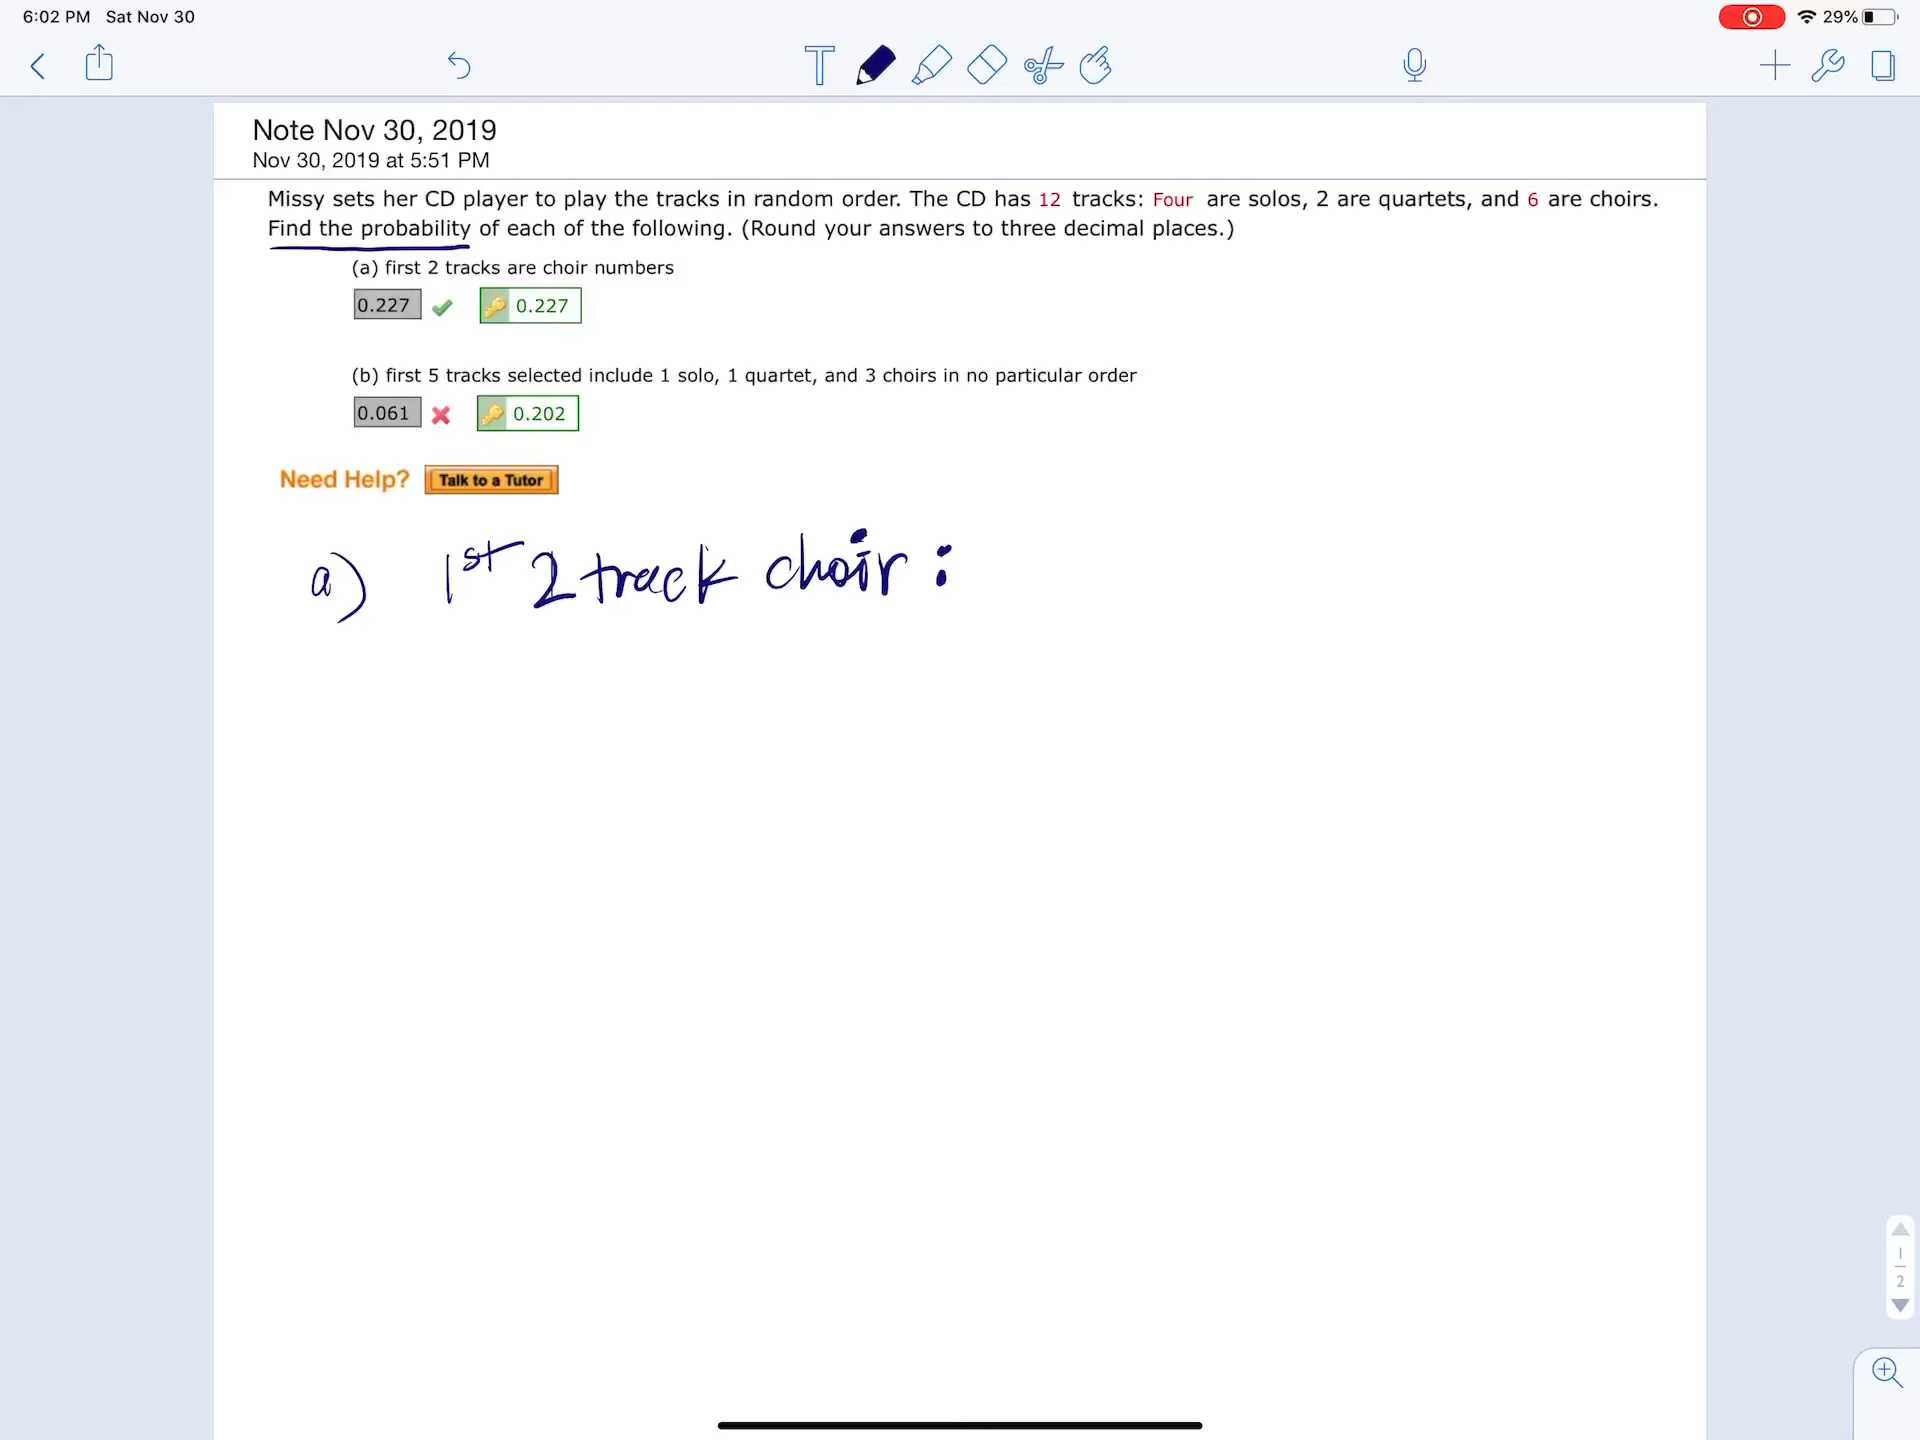 6:02 PM Sat Nov 30
29%
Note Nov 30, 2019
Nov 30, 2019 at 5:51 PM
Missy sets her CD player to play the tracks in random order. The CD has 12 tracks: Four are solos, 2 are quartets, and 6 are choirs.
Find the probability of each of the following. (Round your answers to three decimal places.)
(a) first 2 tracks are choir numbers
0.227 0.227
(b) first 5 tracks selected include 1 solo, 1 quartet, and 3 choirs in no particular order
0.061 0.202
Need Help? Talk to a Tutor
a) 1st 2 track choir :
1
2